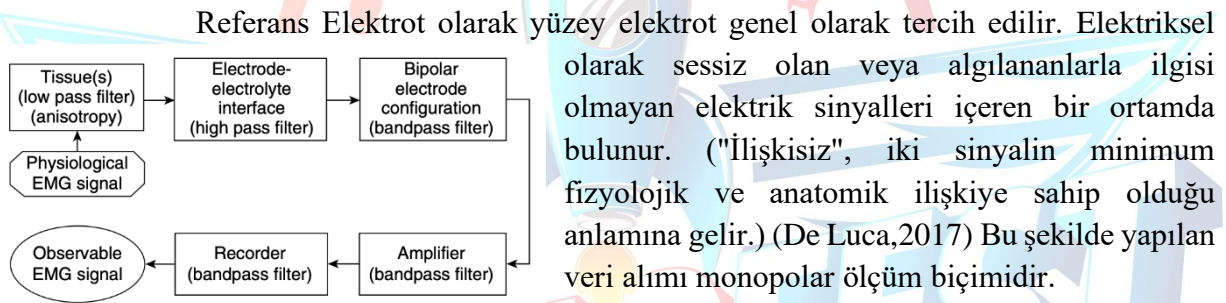 Referans Elektrot olarak yüzey elektrot genel olarak tercih edilir. Elektriksel
olarak sessiz olan veya algılananlarla ilgisi
olmayan elektrik sinyalleri içeren bir ortamda
bulunur. ("İlişkisiz", iki sinyalin minimum
fizyolojik ve anatomik ilişkiye sahip olduğu
anlamına gelir.) (De Luca,2017) Bu şekilde yapılan
veri alımı monopolar ölçüm biçimidir.
Tissue(s)
(low pass filter)
(anisotropy)
Physiological
EMG signal
Electrode-
electrolyte
interface
(high pass filter)
Bipolar
electrode
configuration
(bandpass filter)
Amplifier
(bandpass filter)
Recorder
(bandpass filter)
Observable
EMG signal